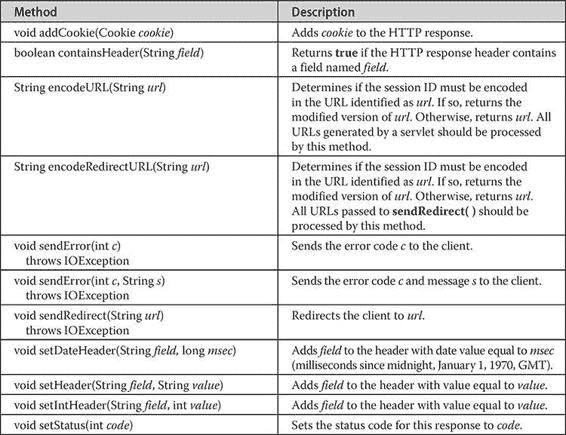 Method Description
void addCookie(Cookie cookie) Adds cookie to the HTTP response.
boolean containsHeader(String field) Returns true if the HTTP response header contains
a field named field.
String encodeURL(String url) Determines if the session ID must be encoded
in the URL identified as url. If so, returns the
modified version of url. Otherwise, returns url. All
URLs generated by a servlet should be processed
by this method.
String encodeRedirectURL(String url) Determines if the session ID must be encoded
in the URL identified as url. If so, returns the
modified version of url. Otherwise, returns url.
All URLs passed to sendRedirect( ) should be
processed by this method.
void sendError(int c) Sends the error code c to the client.
throws IOException
void sendError(int c, String s) Sends the error code c and message s to the client.
throws IOException
void sendRedirect(String url) Redirects the client to url.
throws IOException
void setDateHeader(String field, long msec) Adds field to the header with date value equal to msec
(milliseconds since midnight, January 1, 1970, GMT).
void setHeader(String field, String value) Adds field to the header with value equal to value.
void setIntHeader(String field, int value) Adds field to the header with value equal to value.
void setStatus(int code) Sets the status code for this response to code.